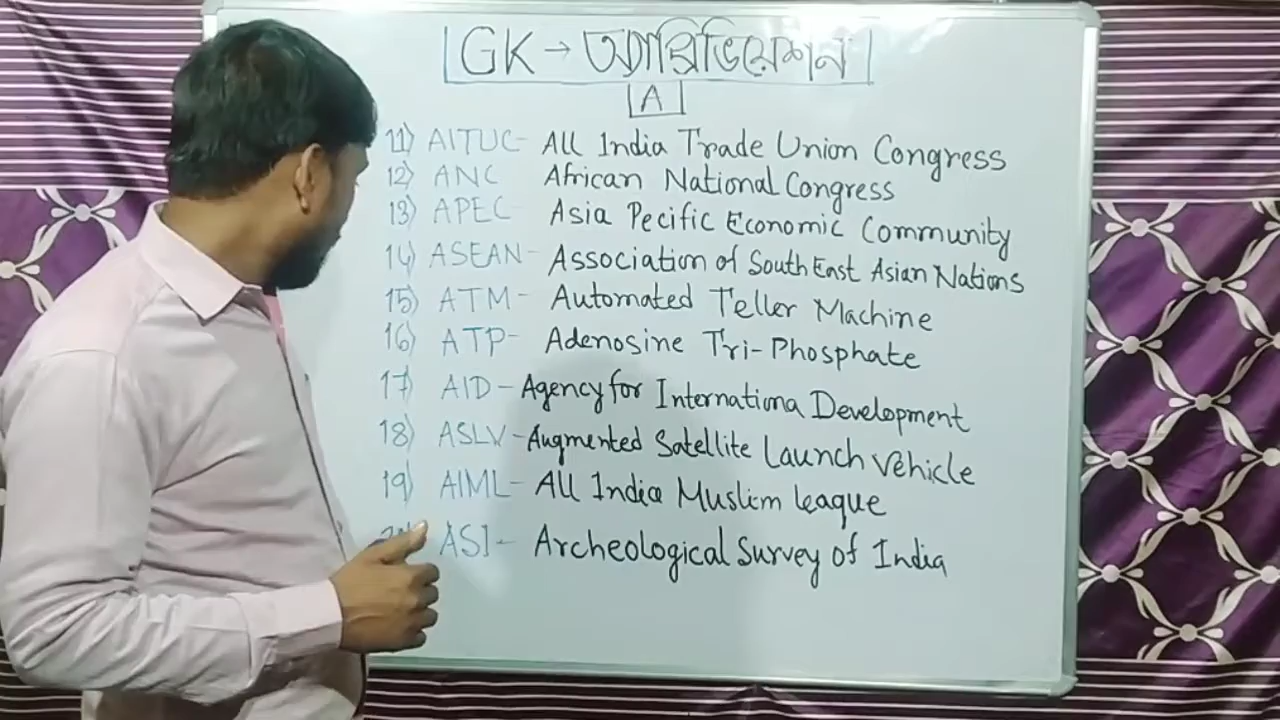 GK → অ্যাব্রিভিয়েশন
A
11) AITUC- All India Trade Union Congress
12) ANC African National Congress
13) APEC- Asia Pecific Economic Community
14) ASEAN- Association of South East Asian Nations
15) ATM- Automated Teller Machine
16) ATP- Adenosine Tri-Phosphate
17) AID- Agency for Internationa Development
18) ASLV- Augmented Satellite Launch Vehicle
19) AIML- All India Muslim League
ASI- Archeological Survey of India